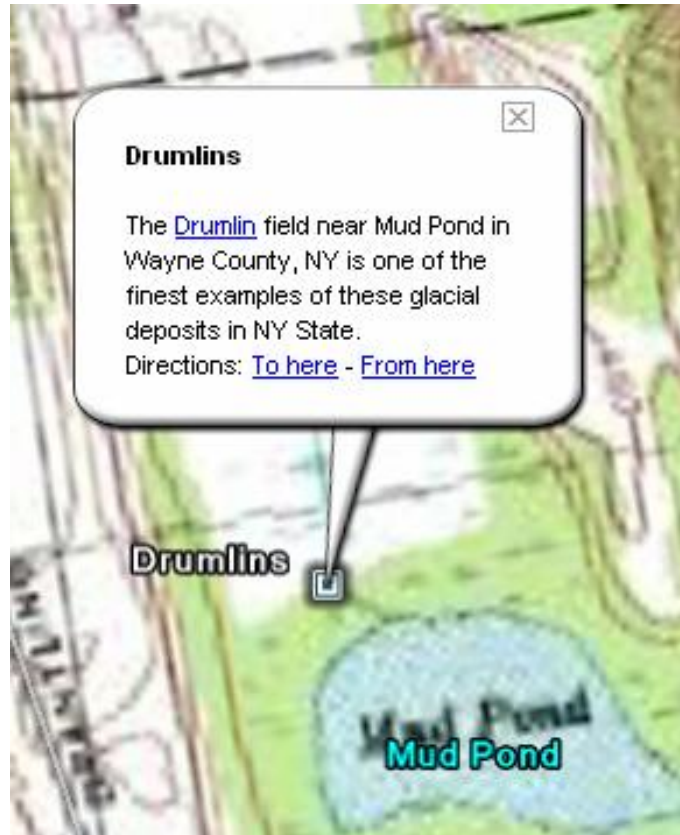 Drumlins
The Drumlin field near Mud Pond in
Wayne County, NY is one of the
finest examples of these glacial
deposits in NY State.
Directions: To here - From here
Drumlins
Mud Pond
Mud Pond